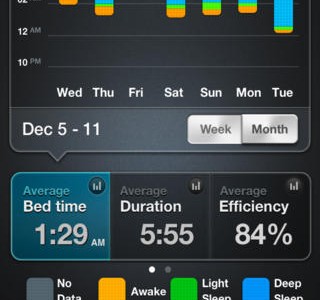 12 AM
10 PM
Wed Thu Fri Sat Sun Mon Tue
Dec 5 - 11
Week Month
Average Average Average
Bed time Duration Efficiency
1:29 AM 5:55 84%
No Data Awake Light Sleep Deep Sleep